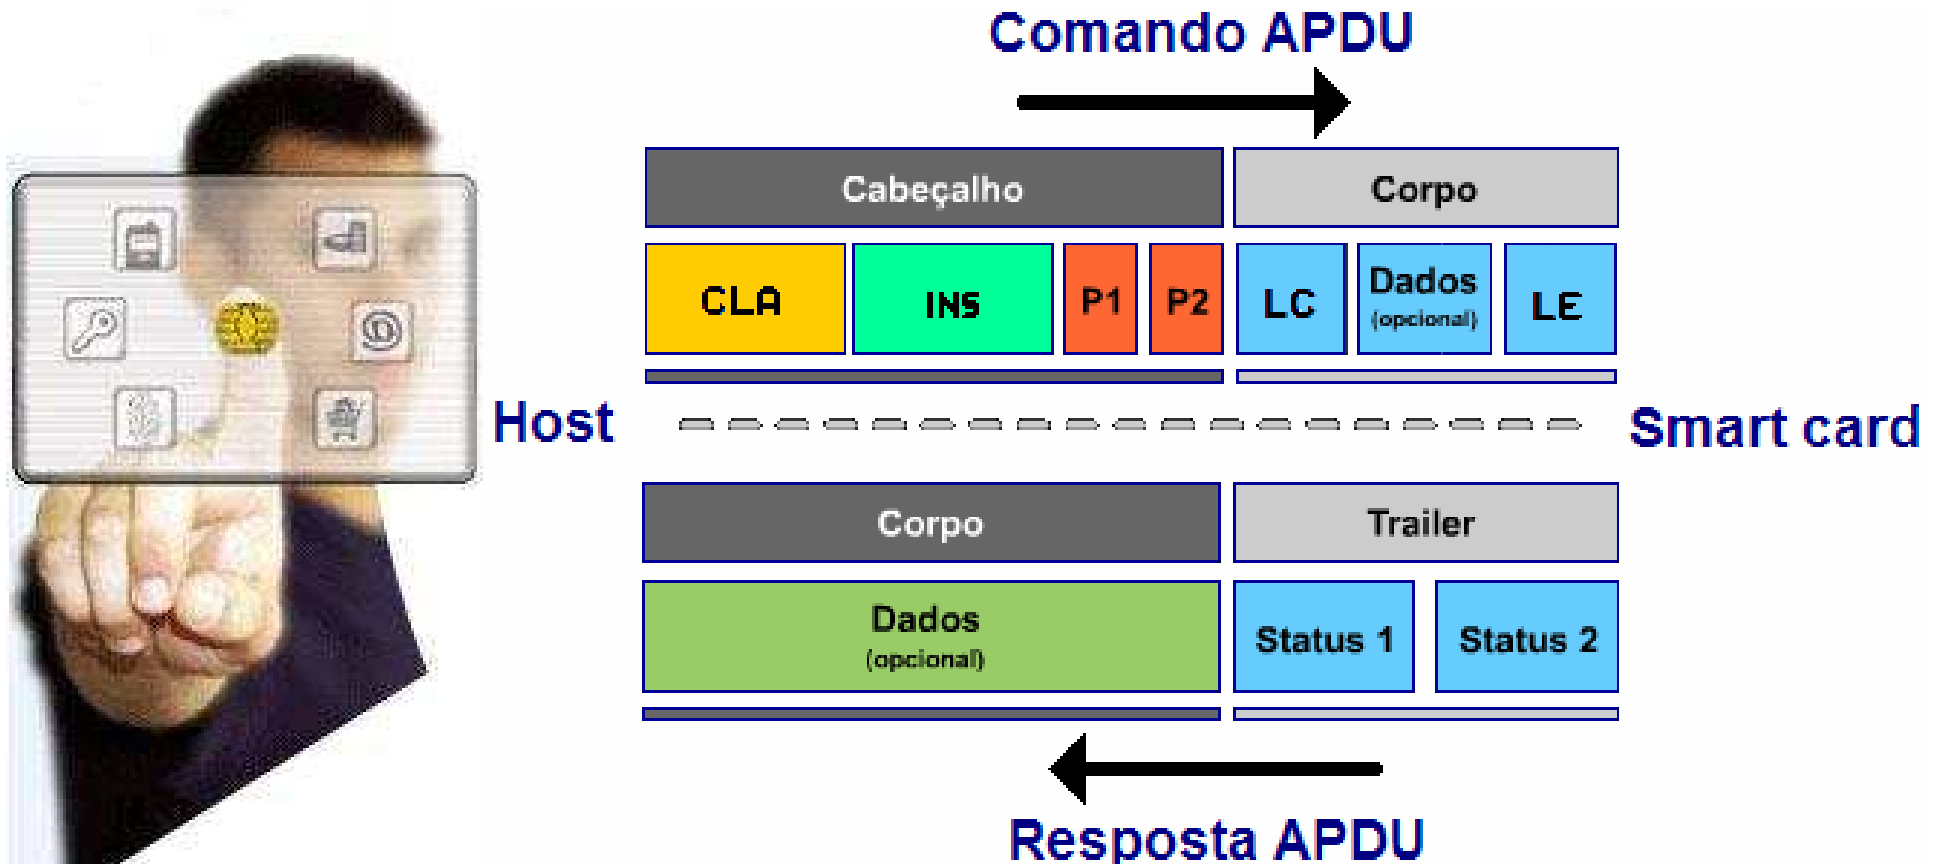 Comando APDU
Cabeçalho Corpo
CLA INS P1 P2 LC Dados (opcional) LE
Host Smart card
Corpo Trailer
Dados (opcional) Status 1 Status 2
Resposta APDU